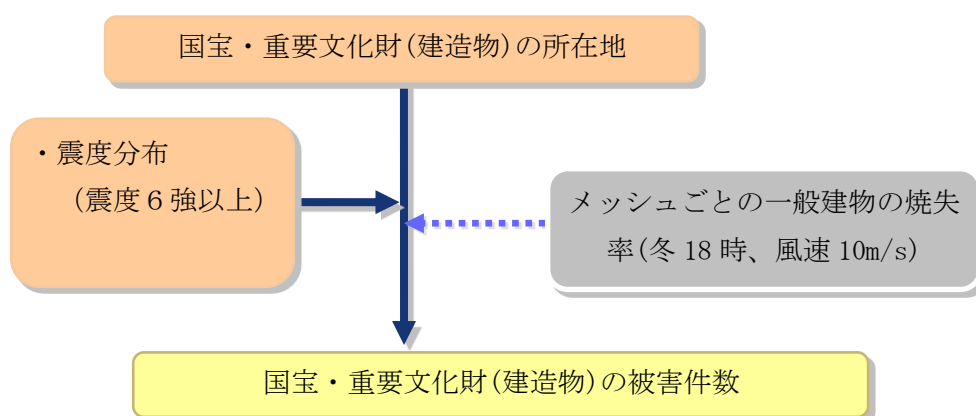 国宝・重要文化財(建造物)の所在地
・震度分布
(震度６強以上)
メッシュごとの一般建物の焼失
率(冬 18 時、風速 10m/s)
国宝・重要文化財(建造物)の被害件数